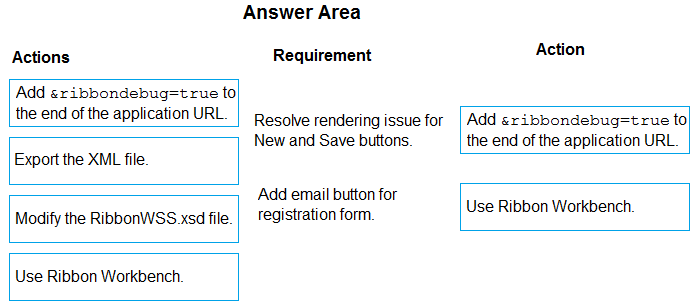 Answer Area
Actions
Requirement
Action
Add &ribbondebug=true to
the end of the application URL.
Export the XML file.
Modify the RibbonWSS.xsd file.
Use Ribbon Workbench.
Resolve rendering issue for
New and Save buttons.
Add email button for
registration form.
Add &ribbondebug=true to
the end of the application URL.
Use Ribbon Workbench.